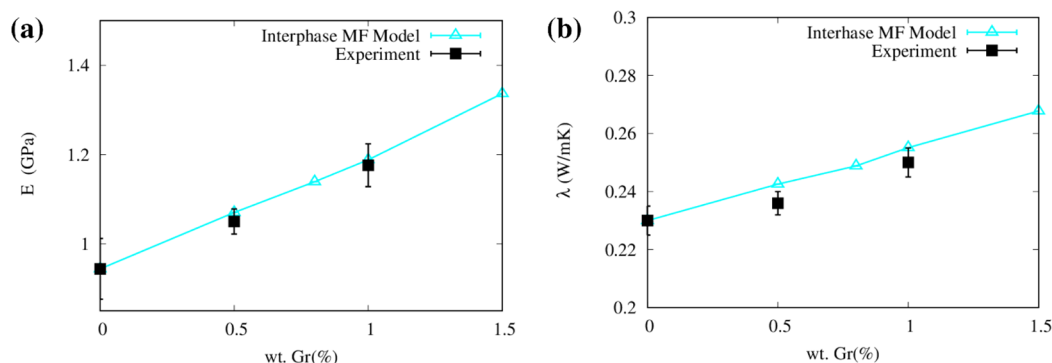 (a)
Interphase MF Model
Experiment
1.4
1.2
1
E (GPa)
0 0.5 1 1.5
wt. Gr(%)
(b)
Interhase MF Model
Experiment
0.3
0.28
0.26
0.24
0.22
0.2
λ (W/mK)
0 0.5 1 1.5
wt. Gr(%)